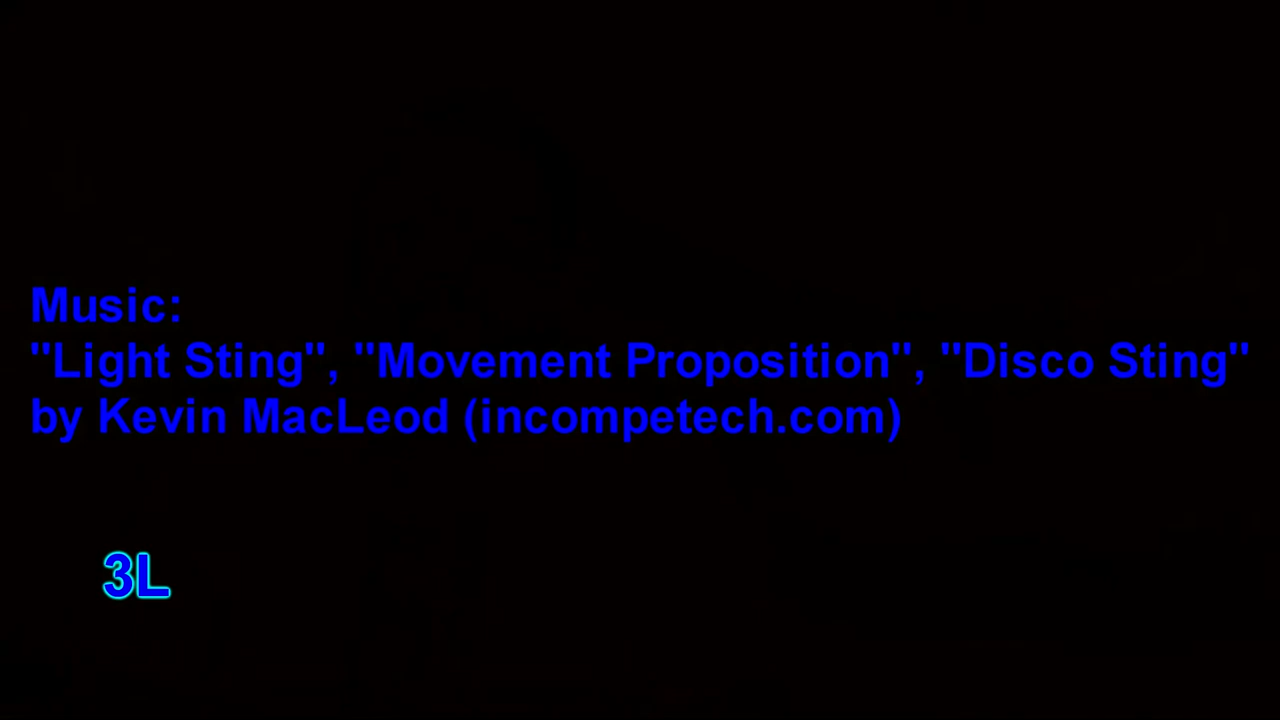 Music:
"Light Sting", "Movement Proposition", "Disco Sting"
by Kevin MacLeod (incompetech.com)
3L